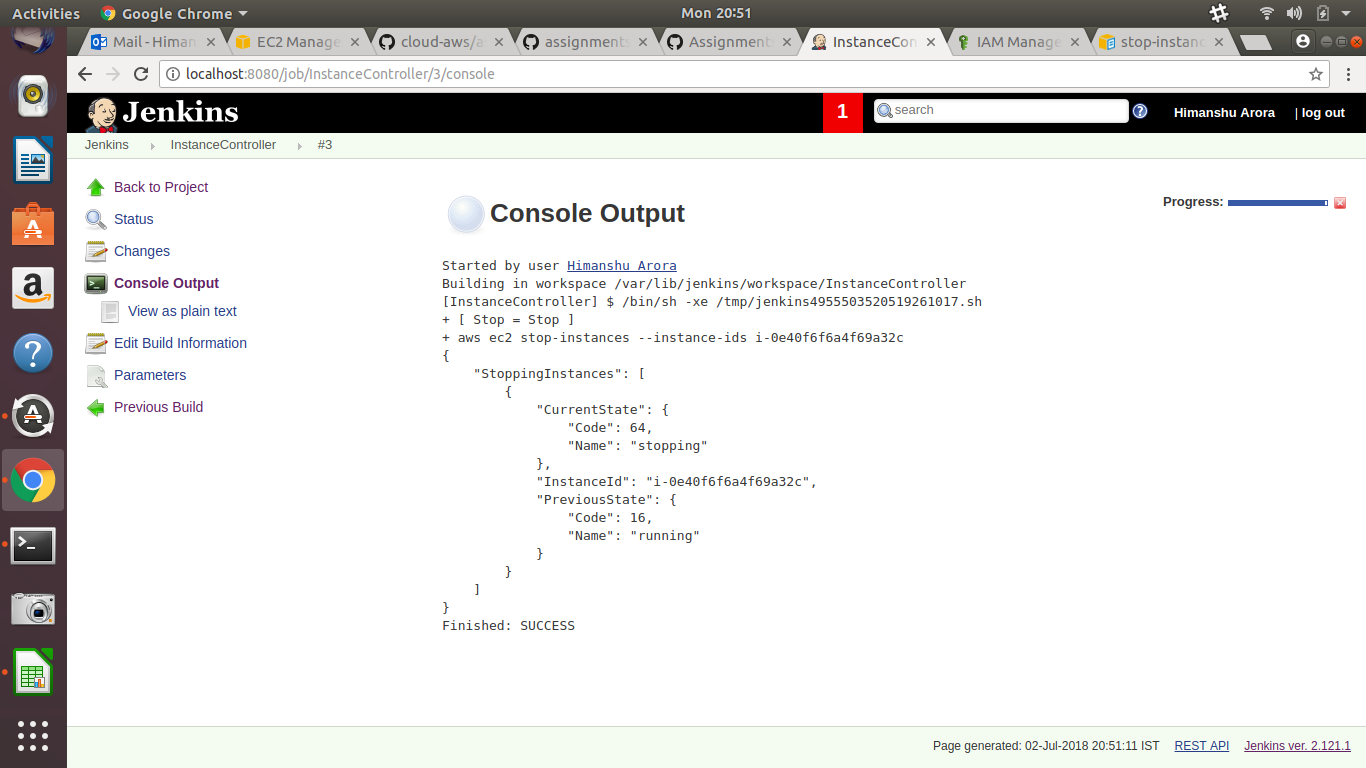 Activities
Google Chrome
Mon 20:51
Mail - Himan
EC2 Manage
cloud-aws/a
assignments
Assignment
InstanceCon
IAM Manage
stop-instanc
localhost:8080/job/InstanceController/3/console
Jenkins
1
search
Himanshu Arora
| log out
Jenkins
InstanceController
#3
Back to Project
Status
Changes
Console Output
View as plain text
Edit Build Information
Parameters
Previous Build
Console Output
Progress:
Started by user Himanshu Arora
Building in workspace /var/lib/jenkins/workspace/InstanceController
[InstanceController] $ /bin/sh -xe /tmp/jenkins4955503520519261017.sh
+ [ Stop = Stop ]
+ aws ec2 stop-instances --instance-ids i-0e40f6f6a4f69a32c
{
    "StoppingInstances": [
        {
            "CurrentState": {
                "Code": 64,
                "Name": "stopping"
            },
            "InstanceId": "i-0e40f6f6a4f69a32c",
            "PreviousState": {
                "Code": 16,
                "Name": "running"
            }
        }
    ]
}
Finished: SUCCESS
Page generated: 02-Jul-2018 20:51:11 IST
REST API
Jenkins ver. 2.121.1